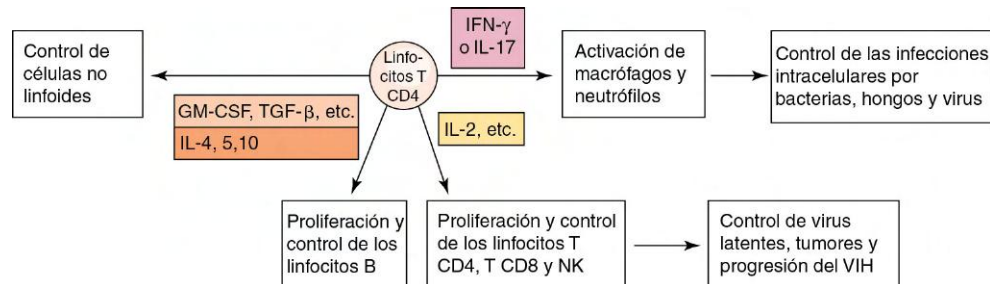 Control de
células no
linfoides
Linfo-
citos T
CD4
IFN-γ
o IL-17
Activación de
macrófagos y
neutrófilos
Control de las infecciones
intracelulares por
bacterias, hongos y virus
GM-CSF, TGF-β, etc.
IL-4, 5,10
IL-2, etc.
Proliferación y
control de los
linfocitos B
Proliferación y control
de los linfocitos T
CD4, T CD8 y NK
Control de virus
latentes, tumores y
progresión del VIH